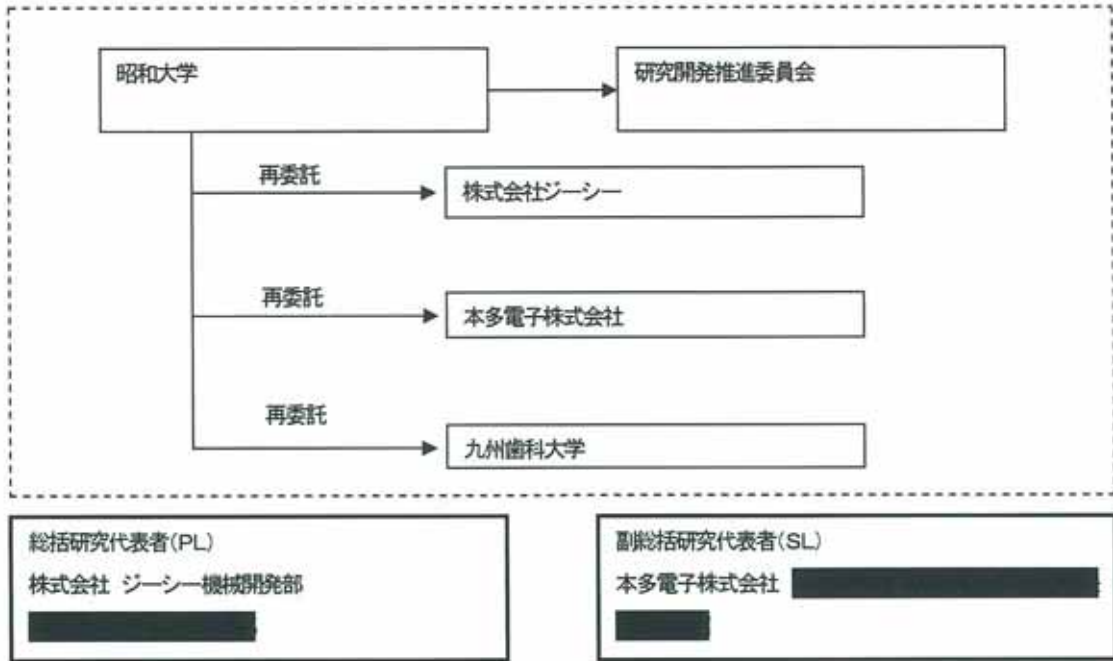 昭和大学
研究開発推進委員会
再委託
株式会社ジーシー
再委託
本多電子株式会社
再委託
九州歯科大学
総括研究代表者(PL)
株式会社 ジーシー機械開発部
副総括研究代表者(SL)
本多電子株式会社